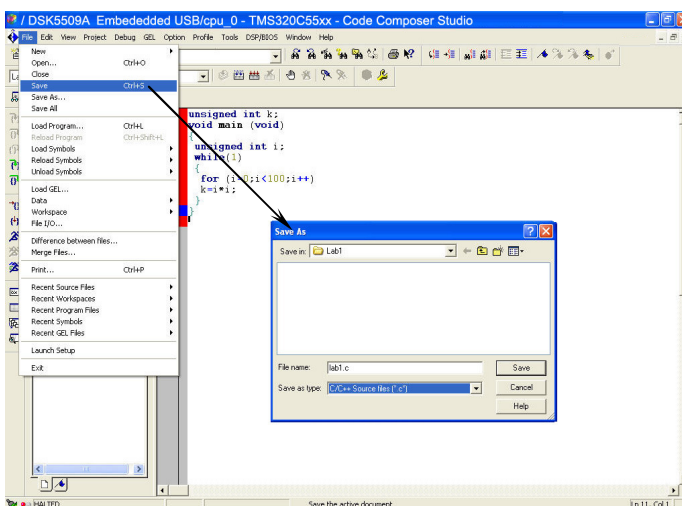 / DSK5509A Embededded USB/cpu_0 - TMS320C55xx - Code Composer Studio
File Edit View Project Debug GEL Option Profile Tools DSP/BIOS Window Help
New
Open... Ctrl+O
Close
Save Ctrl+S
Save As...
Save All
Load Program... Ctrl+L
Reload Program Ctrl+Shift+L
Load Symbols
Reload Symbols
Unload Symbols
Load GEL...
Data
Workspace
File I/O...
Difference between files...
Merge Files...
Print... Ctrl+P
Recent Source Files
Recent Workspaces
Recent Program Files
Recent Symbols
Recent GEL Files
Launch Setup
Exit
unsigned int k;
void main (void)
{
unsigned int i;
while(1)
{
for (i=0;i<100;i++)
k=i*i;
}
}
Save As
Save in: Lab1
File name: lab1.c Save
Save as type: C/C++ Source files (*.c*) Cancel
Help
HALTED Save the active document Ln 11, Col 1